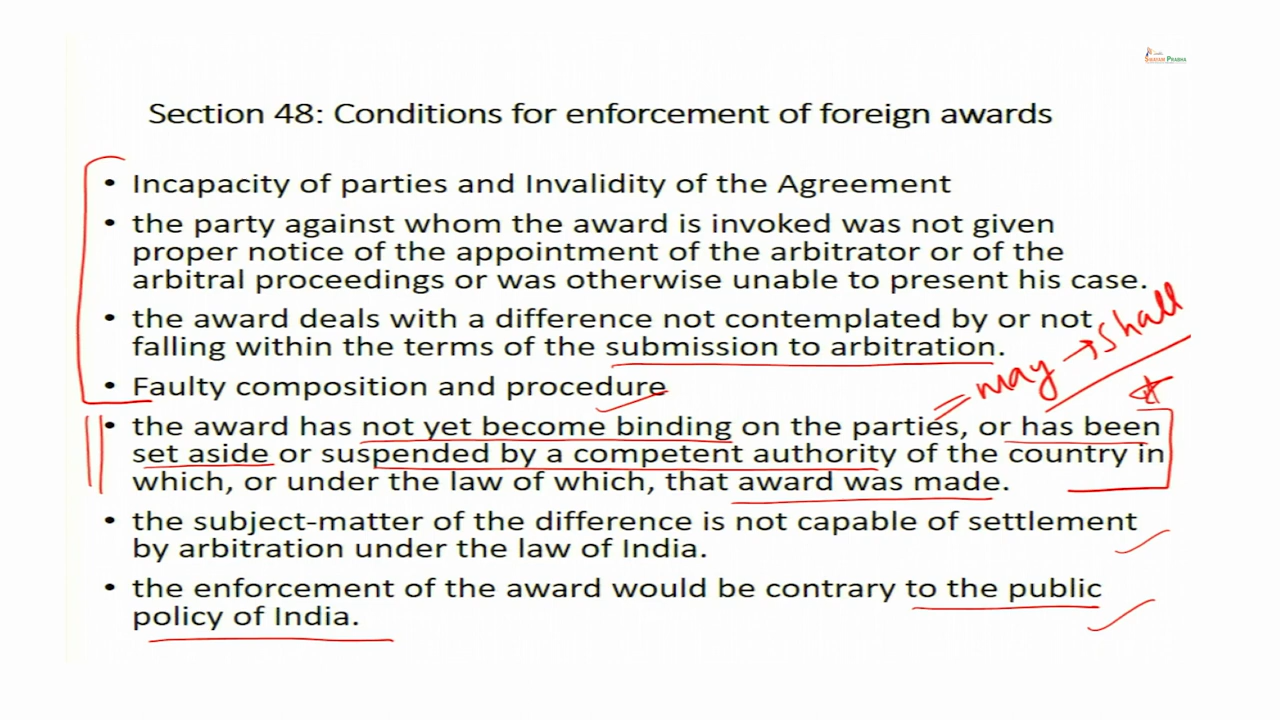 SWAYAM PRABHA
Section 48: Conditions for enforcement of foreign awards
• Incapacity of parties and Invalidity of the Agreement
• the party against whom the award is invoked was not given
proper notice of the appointment of the arbitrator or of the
arbitral proceedings or was otherwise unable to present his case.
• the award deals with a difference not contemplated by or not
falling within the terms of the submission to arbitration.
= may → shall
• Faulty composition and procedure
• the award has not yet become binding on the parties, or has been
set aside or suspended by a competent authority of the country in
which, or under the law of which, that award was made.
• the subject-matter of the difference is not capable of settlement
by arbitration under the law of India.
• the enforcement of the award would be contrary to the public
policy of India.